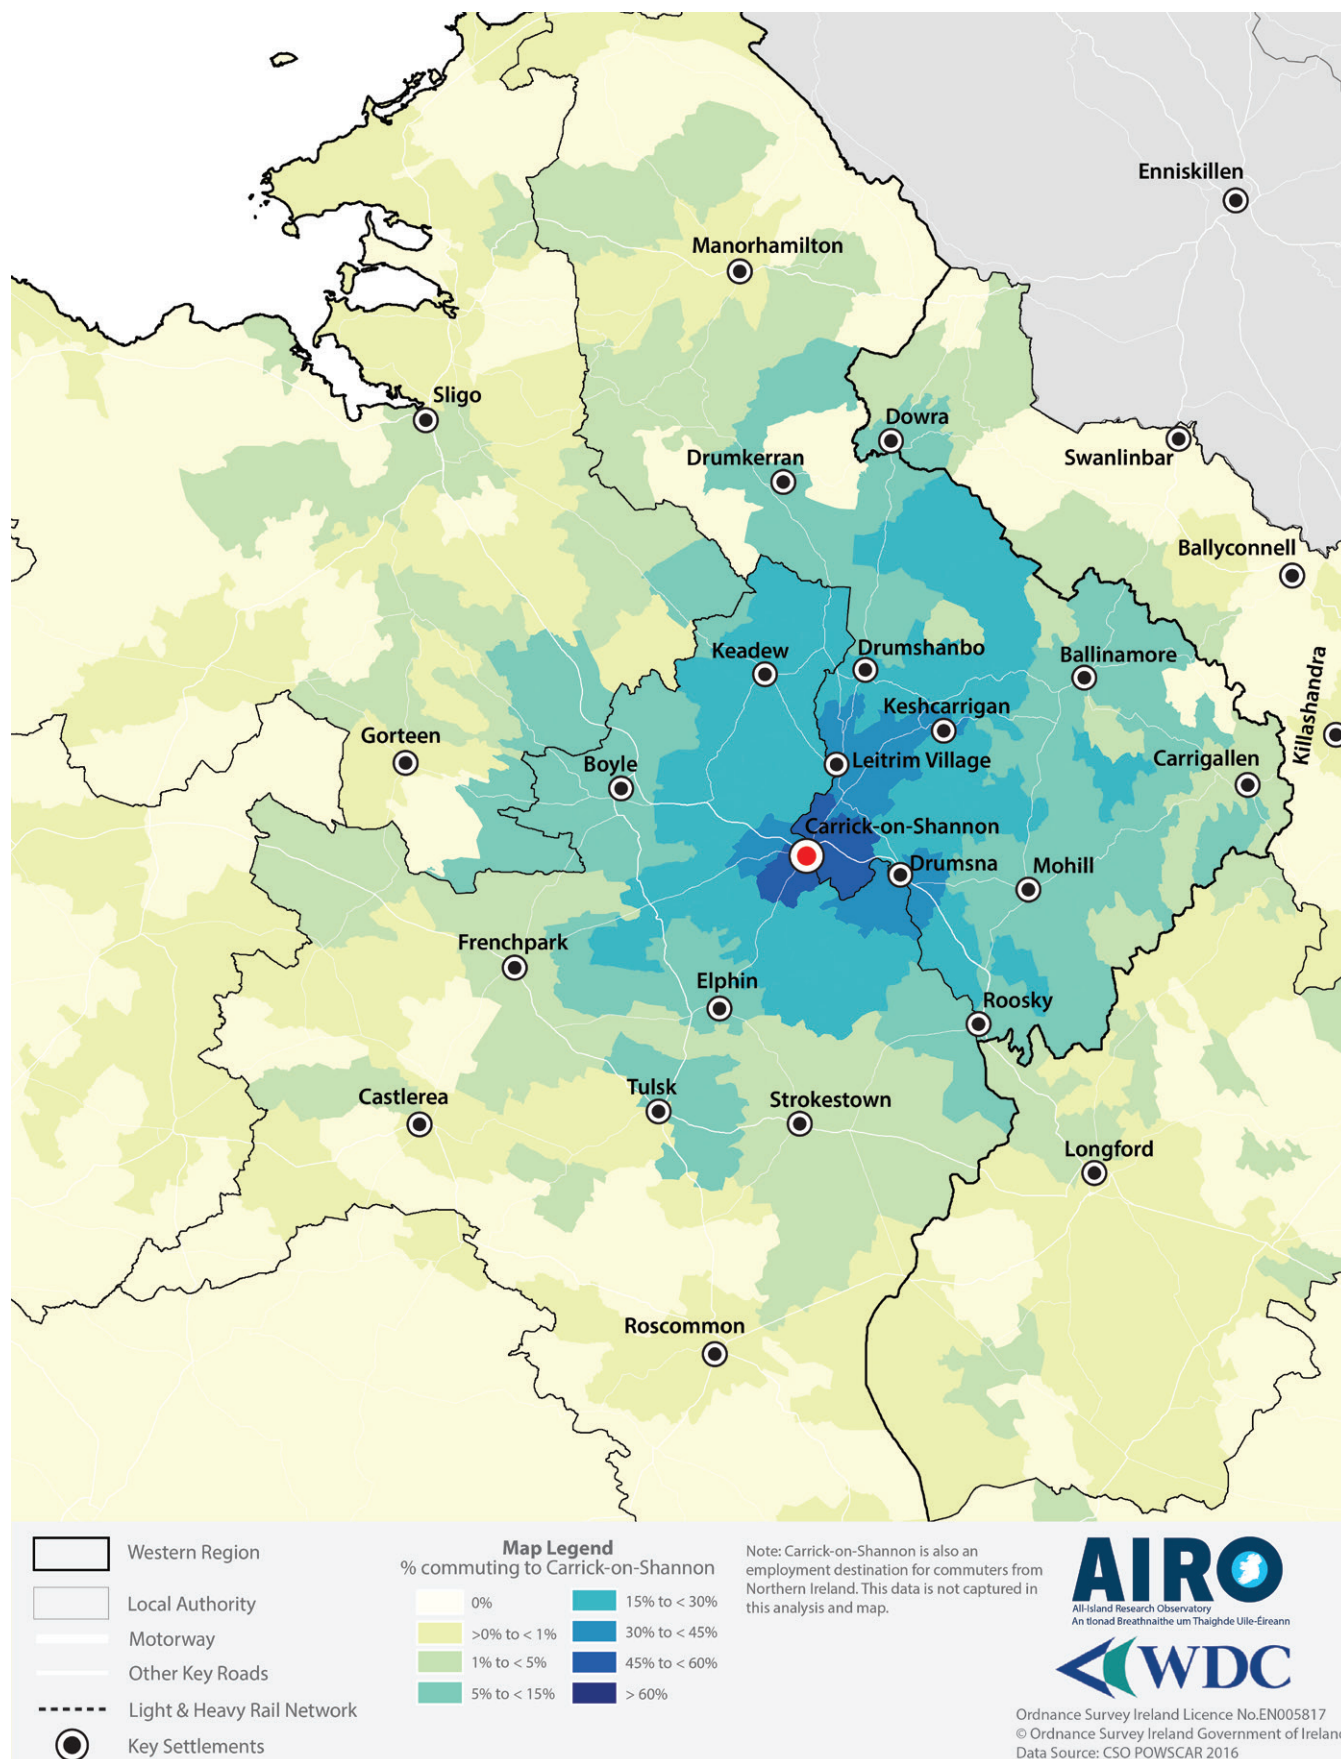 Enniskillen
Manorhamilton
Sligo
Dowra
Swanlinbar
Drumkerran
Ballyconnell
Keadew
Drumshanbo
Ballinamore
Keshcarrigan
Killashandra
Gorteen
Boyle
Leitrim Village
Carrigallen
Carrick-on-Shannon
Drumsna
Mohill
Frenchpark
Elphin
Roosky
Castlerea
Tulsk
Strokestown
Longford
Roscommon
Western Region
Local Authority
Motorway
Other Key Roads
Light & Heavy Rail Network
Key Settlements
Map Legend
% commuting to Carrick-on-Shannon
0%
>0% to < 1%
1% to < 5%
5% to < 15%
15% to < 30%
30% to < 45%
45% to < 60%
> 60%
Note: Carrick-on-Shannon is also an
employment destination for commuters from
Northern Ireland. This data is not captured in
this analysis and map.
AIRO
All-Island Research Observatory
An tIonad Breathnaithe um Thaighde Uile-Éireann
WDC
Ordnance Survey Ireland Licence No.EN005817
© Ordnance Survey Ireland Government of Ireland
Data Source: CSO POWSCAR 2016